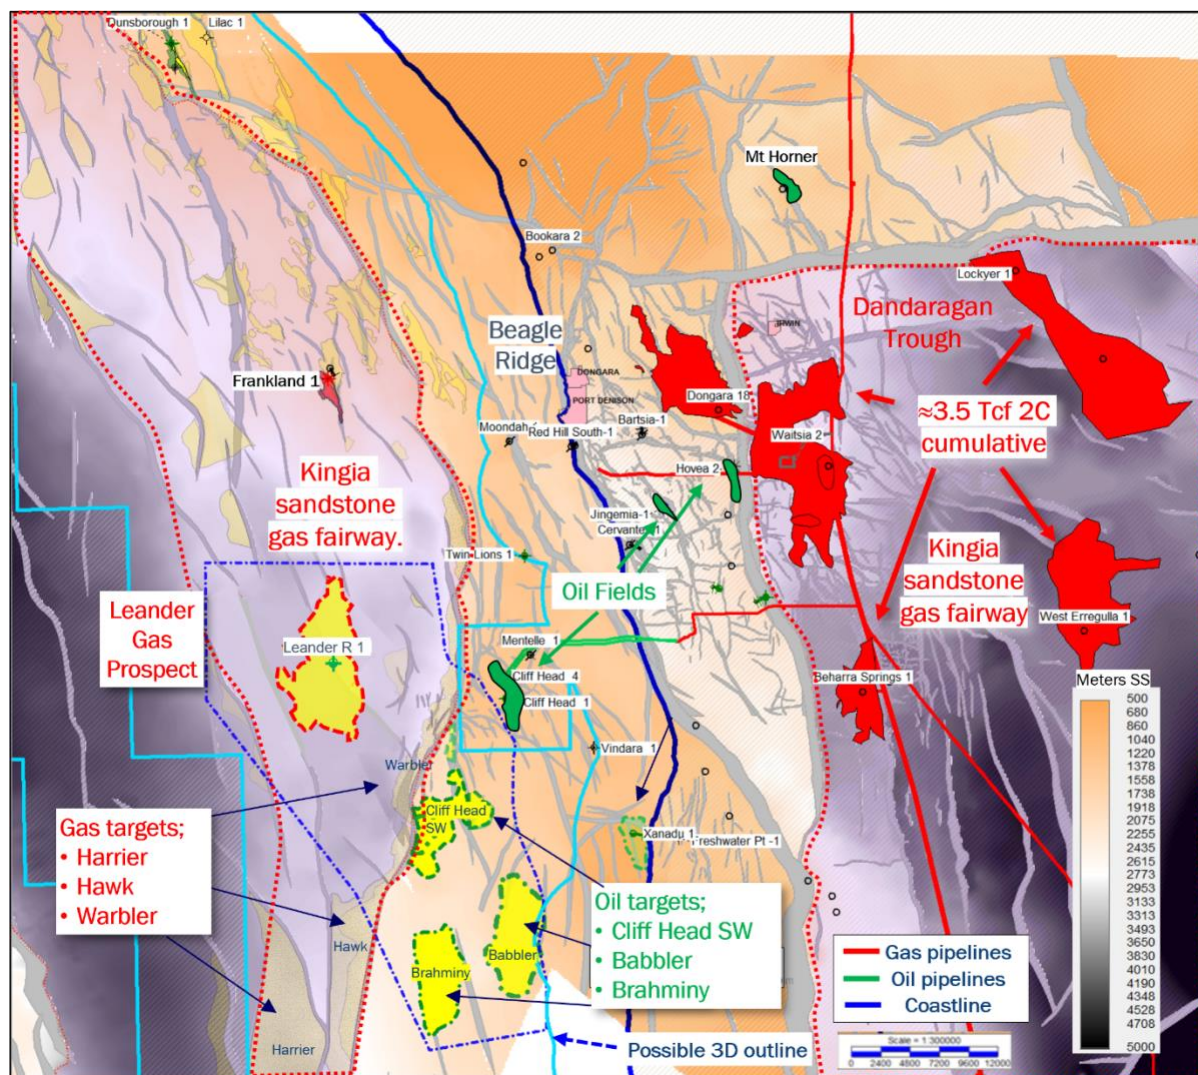 Dunsborough 1
Lilac 1
Mt Horner
Bookara 2
Lockyer 1
Dandaragan
Trough
IRWIN
Beagle
Ridge
DONGARA
PORT DENISON
Frankland 1
Dongara 18
≈3.5 Tcf 2C
cumulative
Moondah
Red Hill South-1
Bartsia-1
Waitsia 2
Hovea 2
Kingia
sandstone
gas fairway.
Jingemia-1
Cervantes 1
Twin Lions 1
Oil Fields
Kingia
sandstone
gas fairway
Leander
Gas
Prospect
Leander R 1
Mentelle 1
Cliff Head 4
Cliff Head 1
West Erregulla 1
Beharra Springs 1
Vindara 1
Warbler
Cliff Head
SW
Xanadu 1
Freshwater Pt -1
Gas targets;
• Harrier
• Hawk
• Warbler
Oil targets;
• Cliff Head SW
• Babbler
• Brahminy
Hawk
Harrier
Brahminy
Babbler
Possible 3D outline
Meters SS
500
680
860
1040
1220
1378
1558
1738
1918
2075
2255
2435
2615
2773
2953
3133
3313
3493
3650
3830
4010
4190
4348
4528
4708
5000
Gas pipelines
Oil pipelines
Coastline
Scale = 1:300000
0 2400 4800 7200 9600 12000